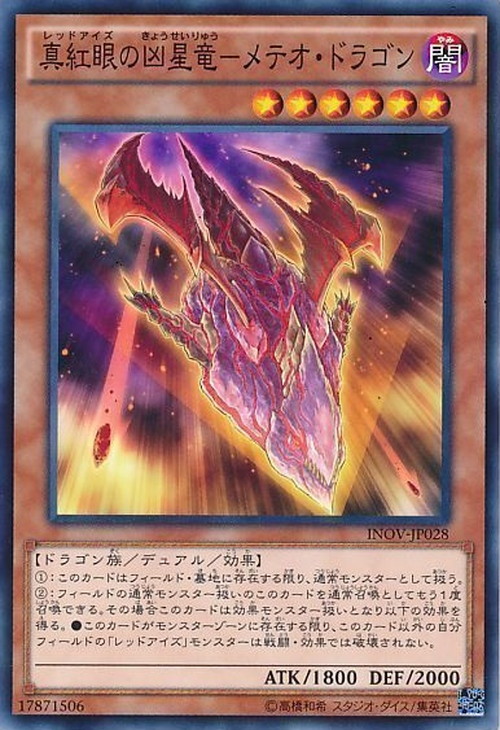 レッドアイズ きょうせいりゅう
真紅眼の凶星竜－メテオ・ドラゴン
やみ
闇
INOV-JP028
【ドラゴン族／デュアル／効果】
①：このカードはフィールド・墓地に存在する限り、通常モンスターとして扱う。
②：フィールドの通常モンスター扱いのこのカードを通常召喚としてもう１度
召喚できる。その場合このカードは効果モンスター扱いとなり以下の効果を
得る。●このカードがモンスターゾーンに存在する限り、このカード以外の自分
フィールドの「レッドアイズ」モンスターは戦闘・効果では破壊されない。
ATK/1800 DEF/2000
17871506
©高橋和希 スタジオ・ダイス/集英社